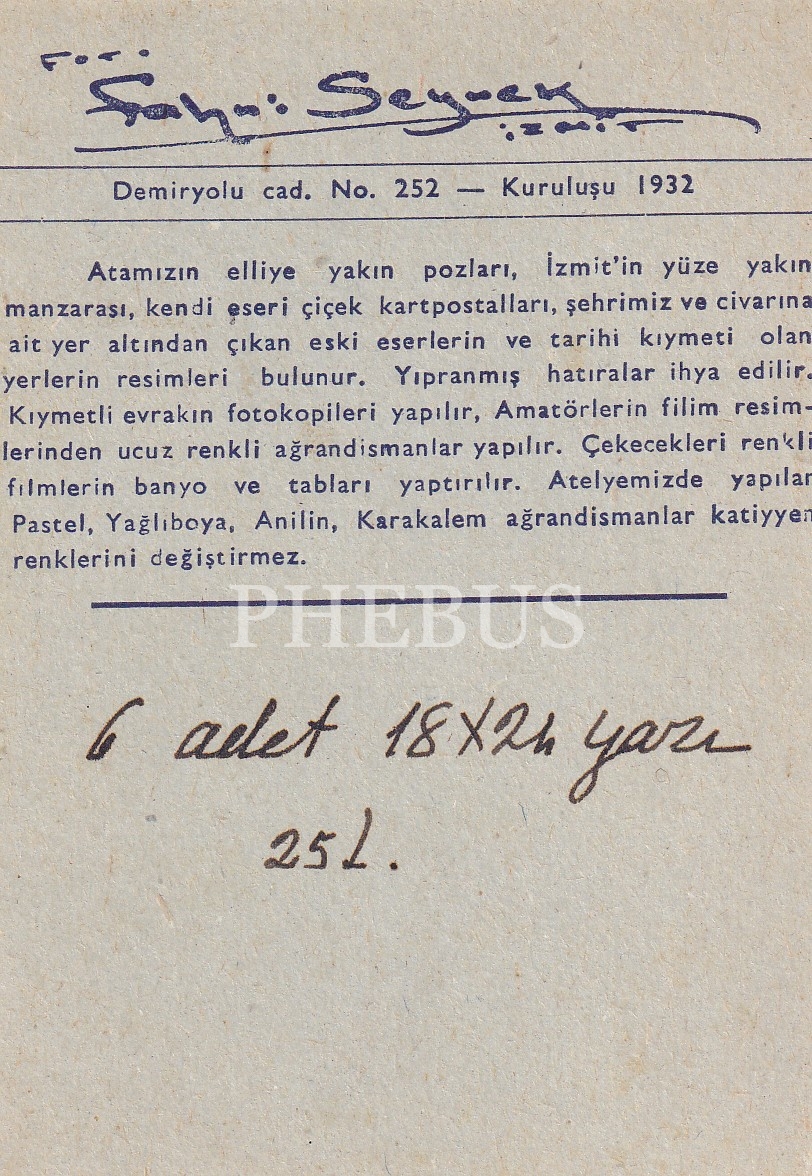 FOTO
Fahri Seyrek
İZMİT
Demiryolu cad. No. 252 — Kuruluşu 1932
Atamızın elliye yakın pozları, İzmit'in yüze yakın
manzarası, kendi eseri çiçek kartpostalları, şehrimiz ve civarına
ait yer altından çıkan eski eserlerin ve tarihi kıymeti olan
yerlerin resimleri bulunur. Yıpranmış hatıralar ihya edilir.
Kıymetli evrakın fotokopileri yapılır, Amatörlerin filim resim-
lerinden ucuz renkli ağrandismanlar yapılır. Çekecekleri renkli
filmlerin banyo ve tabları yaptırılır. Atelyemizde yapılan
Pastel, Yağlıboya, Anilin, Karakalem ağrandismanlar katiyyen
renklerini değiştirmez.
PHEBUS
6 adet 18X24 yazı
25 L.